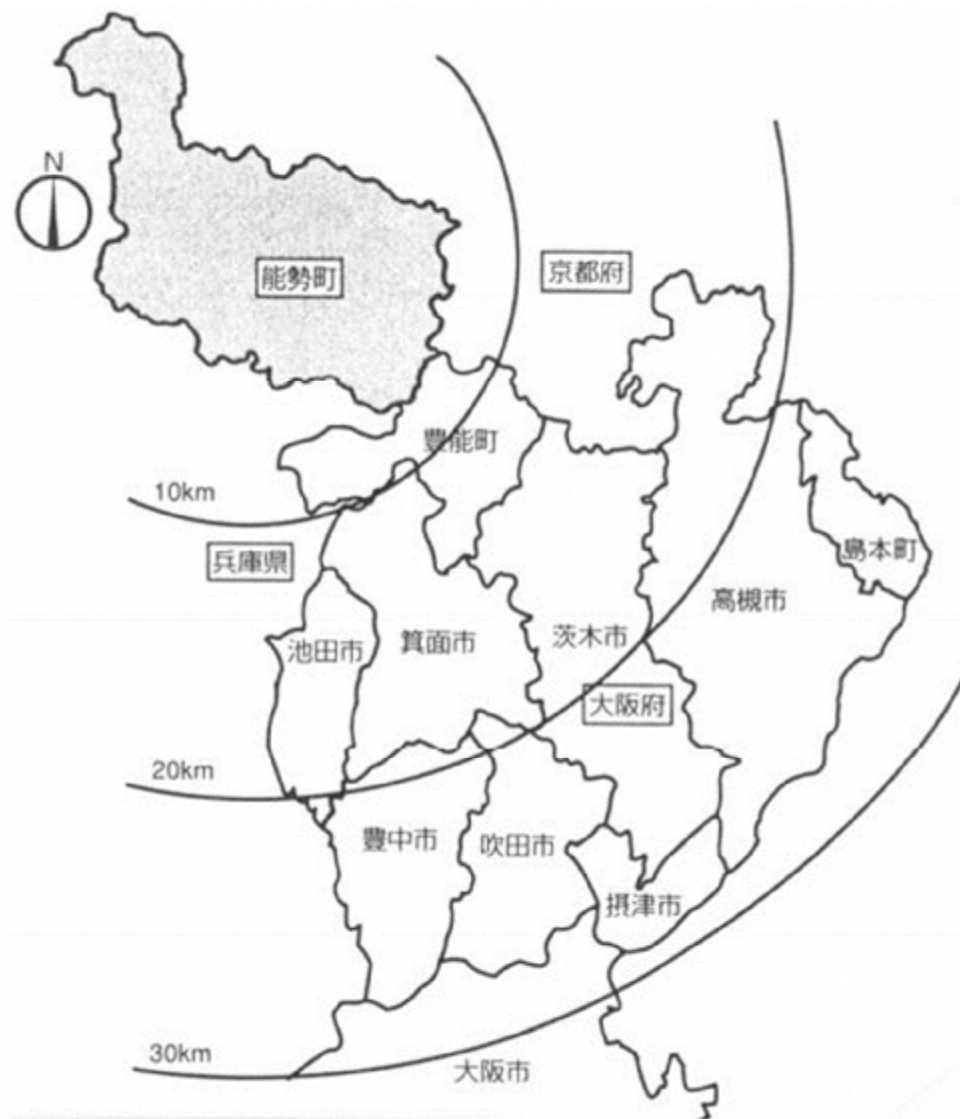 N
能勢町
京都府
豊能町
10km
兵庫県
島本町
高槻市
池田市
箕面市
茨木市
大阪府
20km
豊中市
吹田市
摂津市
30km
大阪市